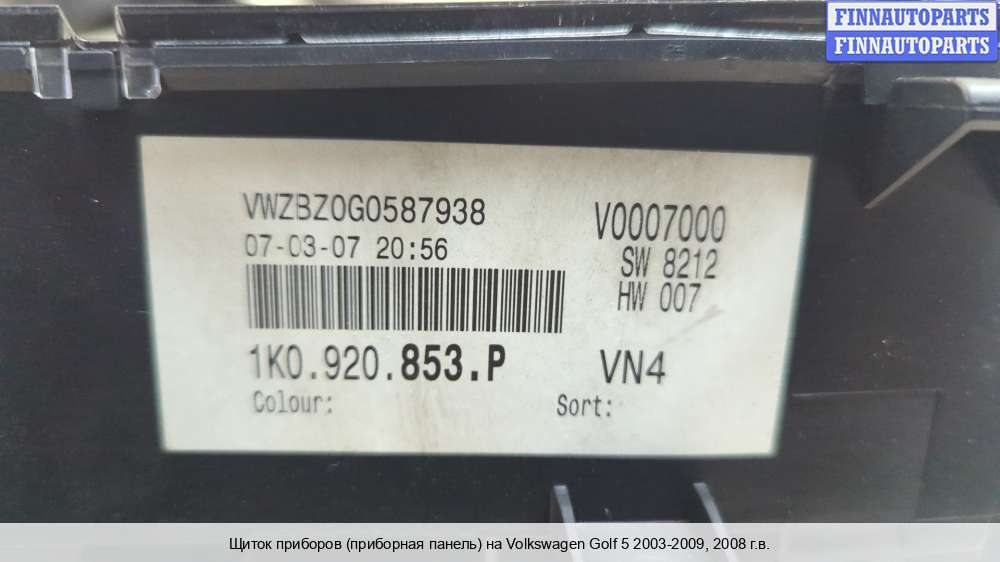 FINNAUTOPARTS
FINNAUTOPARTS
VWZBZ0G0587938
V0007000
07-03-07 20:56
SW 8212
HW 007
1K0.920.853.P
VN4
Colour:
Sort:
Щиток приборов (приборная панель) на Volkswagen Golf 5 2003-2009, 2008 г.в.